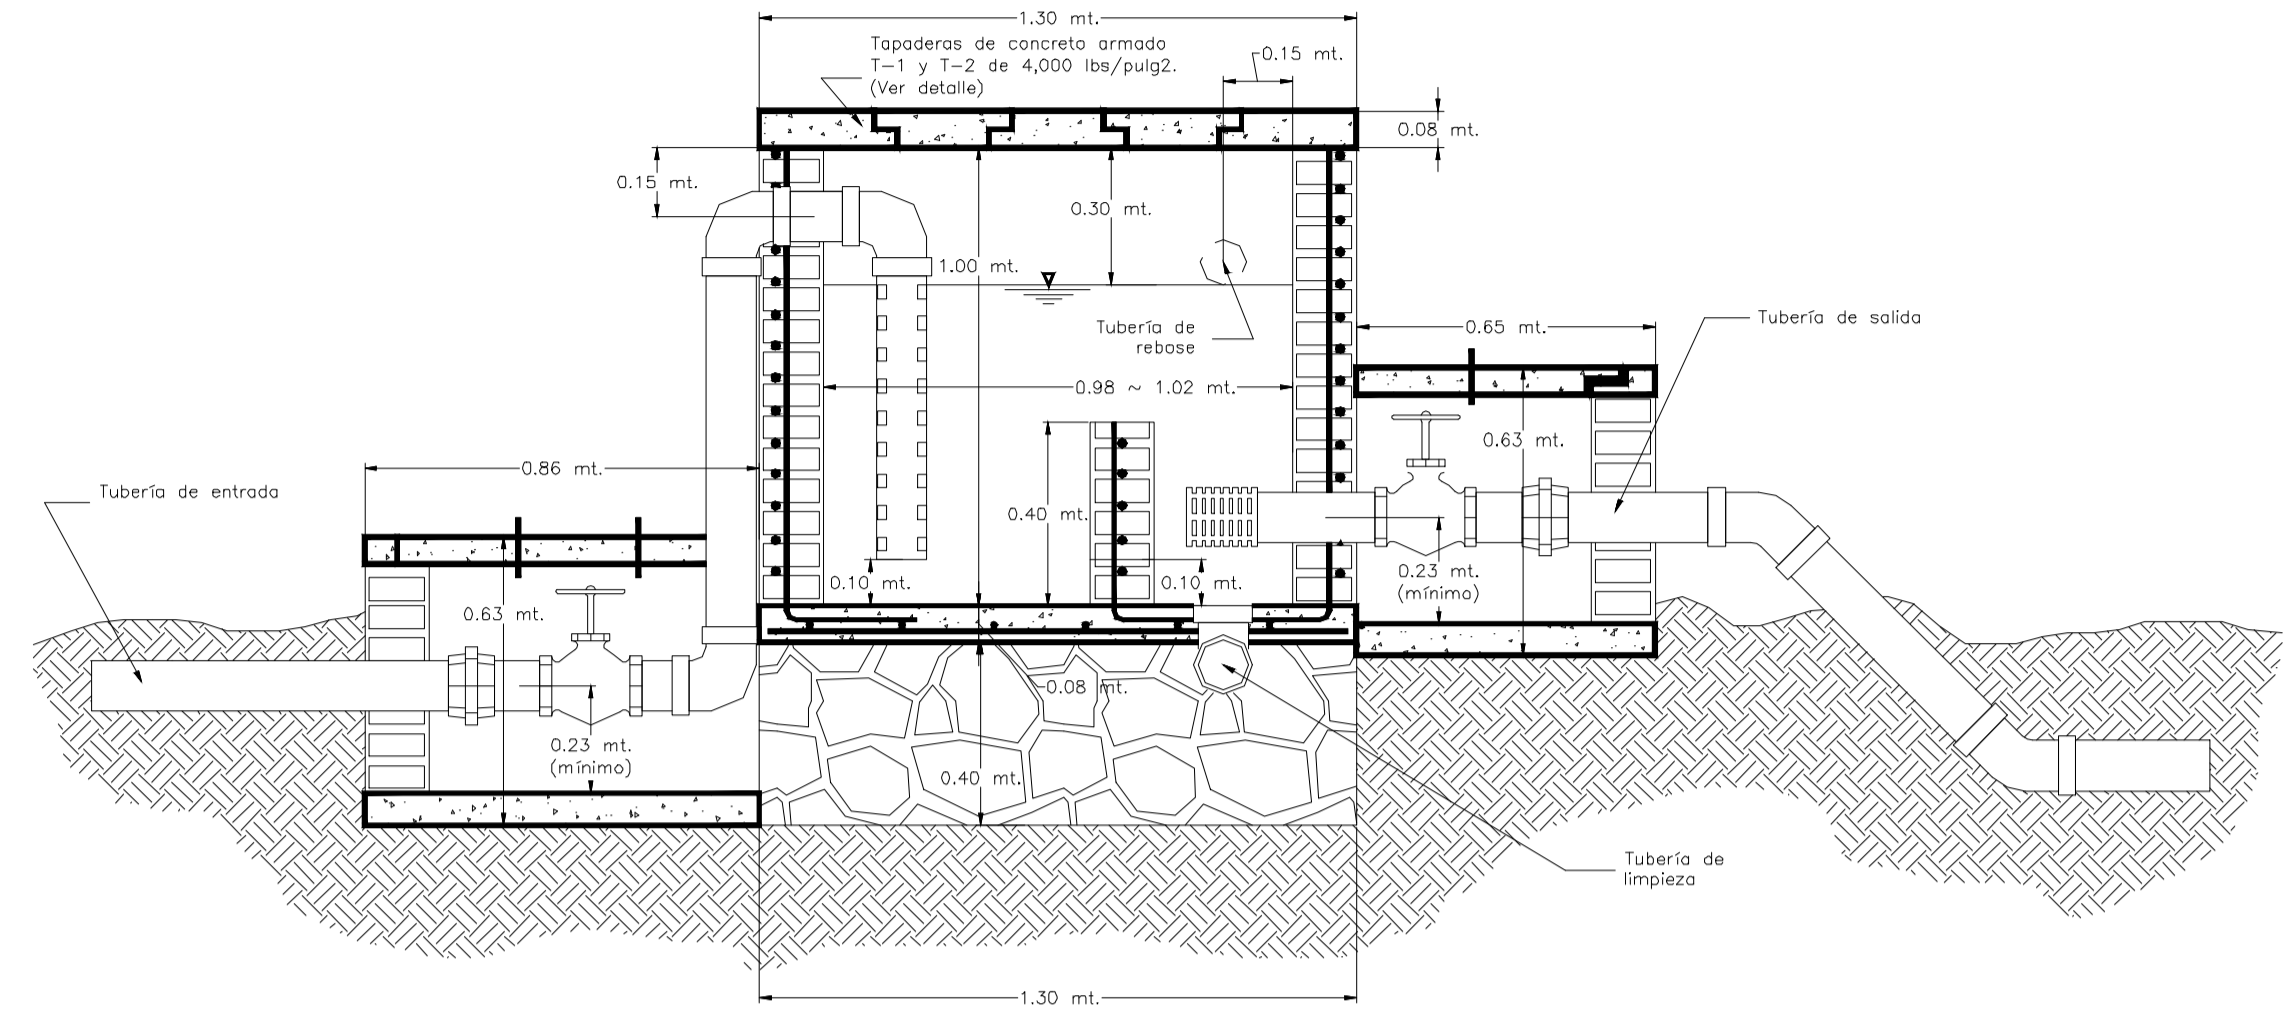 1.30 mt.
Tapaderas de concreto armado
T-1 y T-2 de 4,000 lbs/pulg2.
(Ver detalle)
0.15 mt.
0.08 mt.
0.15 mt.
0.30 mt.
1.00 mt.
Tubería de
rebose
0.65 mt.
Tubería de salida
0.98 ~ 1.02 mt.
0.63 mt.
0.86 mt.
Tubería de entrada
0.40 mt.
0.10 mt.
0.10 mt.
0.23 mt.
(mínimo)
0.63 mt.
0.08 mt.
0.23 mt.
(mínimo)
0.40 mt.
Tubería de
limpieza
1.30 mt.